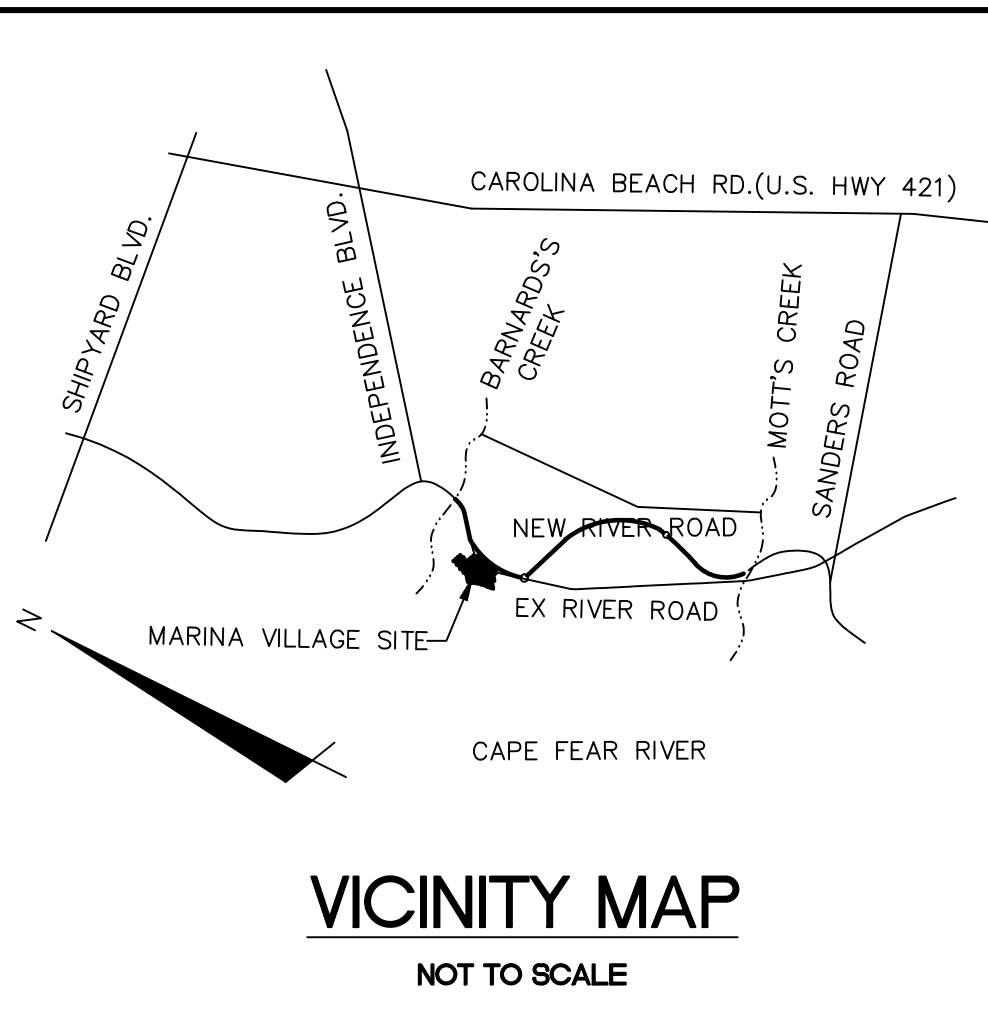 CAROLINA BEACH RD.(U.S. HWY 421)
SHIPYARD BLVD.
INDEPENDENCE BLVD.
BARNARDS'S
CREEK
MOTT'S CREEK
SANDERS ROAD
NEW RIVER ROAD
EX RIVER ROAD
MARINA VILLAGE SITE
N
CAPE FEAR RIVER
VICINITY MAP
NOT TO SCALE